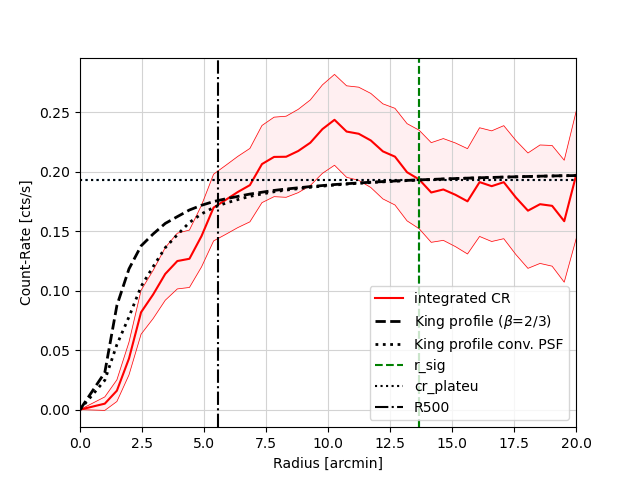 0.25
0.20
0.15
0.10
0.05
0.00
Count-Rate [cts/s]
integrated CR
King profile (β=2/3)
King profile conv. PSF
r_sig
cr_plateu
R500
0.0 2.5 5.0 7.5 10.0 12.5 15.0 17.5 20.0
Radius [arcmin]